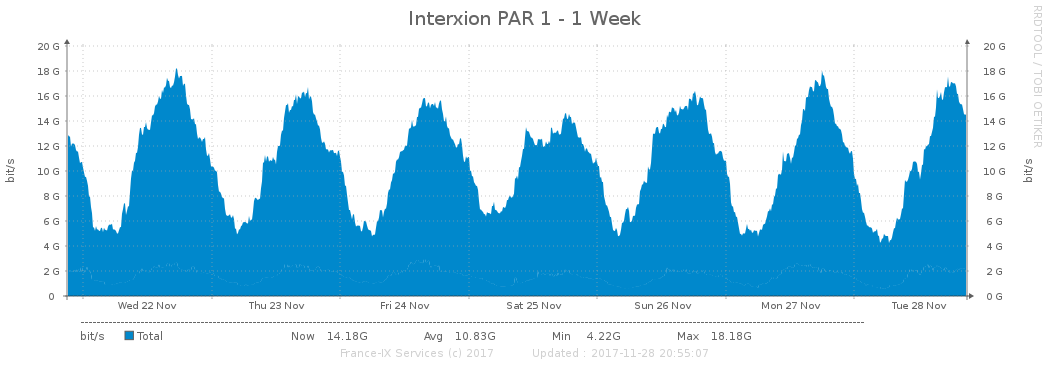 Interxion PAR 1 - 1 Week
RRDTOOL / TOBI OETIKER
20 G 20 G
18 G 18 G
16 G 16 G
14 G 14 G
12 G 12 G
10 G 10 G
8 G 8 G
6 G 6 G
4 G 4 G
2 G 2 G
0 0 G
bit/s
bit/s
Wed 22 Nov Thu 23 Nov Fri 24 Nov Sat 25 Nov Sun 26 Nov Mon 27 Nov Tue 28 Nov
bit/s Total Now 14.18G Avg 10.83G Min 4.22G Max 18.18G
France-IX Services (c) 2017 Updated : 2017-11-28 20:55:07